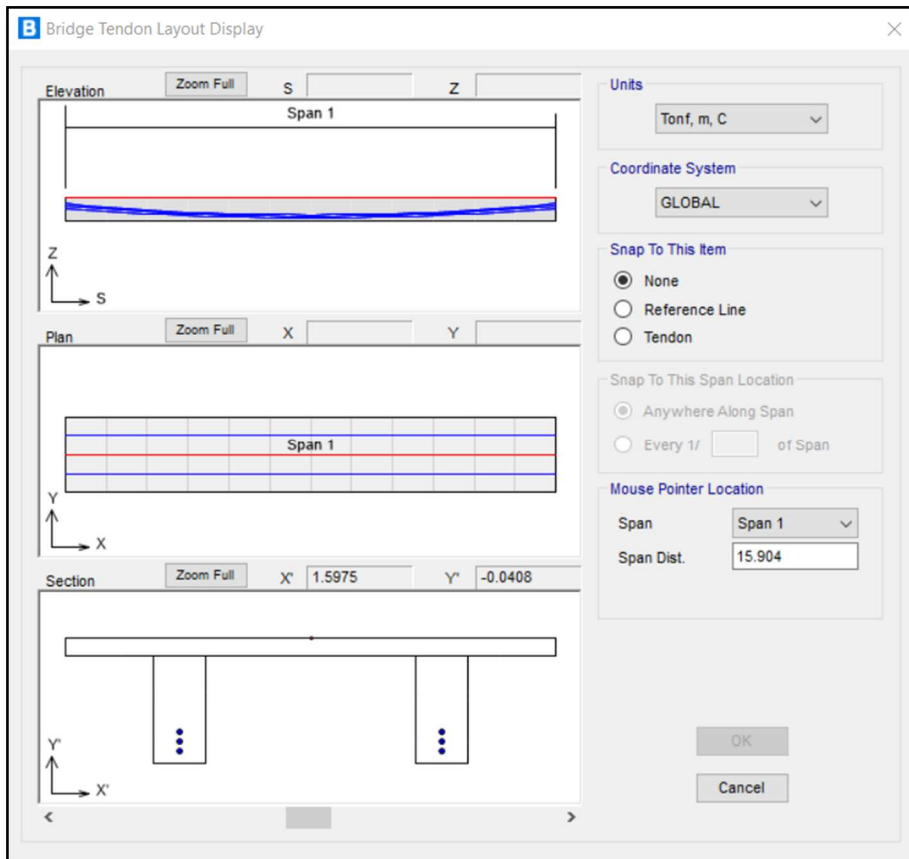 B Bridge Tendon Layout Display
Elevation Zoom Full S Z
Span 1
Z
S
Plan Zoom Full X Y
Span 1
Y
X
Section Zoom Full X' 1.5975 Y' -0.0408
Y'
X'
Units
Tonf, m, C
Coordinate System
GLOBAL
Snap To This Item
None
Reference Line
Tendon
Snap To This Span Location
Anywhere Along Span
Every 1/ of Span
Mouse Pointer Location
Span Span 1
Span Dist. 15.904
OK
Cancel